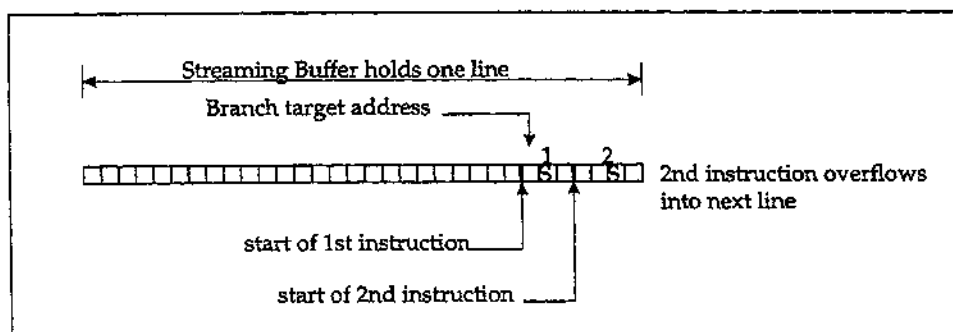 Streaming Buffer holds one line
Branch target address
1 2
S S
2nd instruction overflows
into next line
start of 1st instruction
start of 2nd instruction